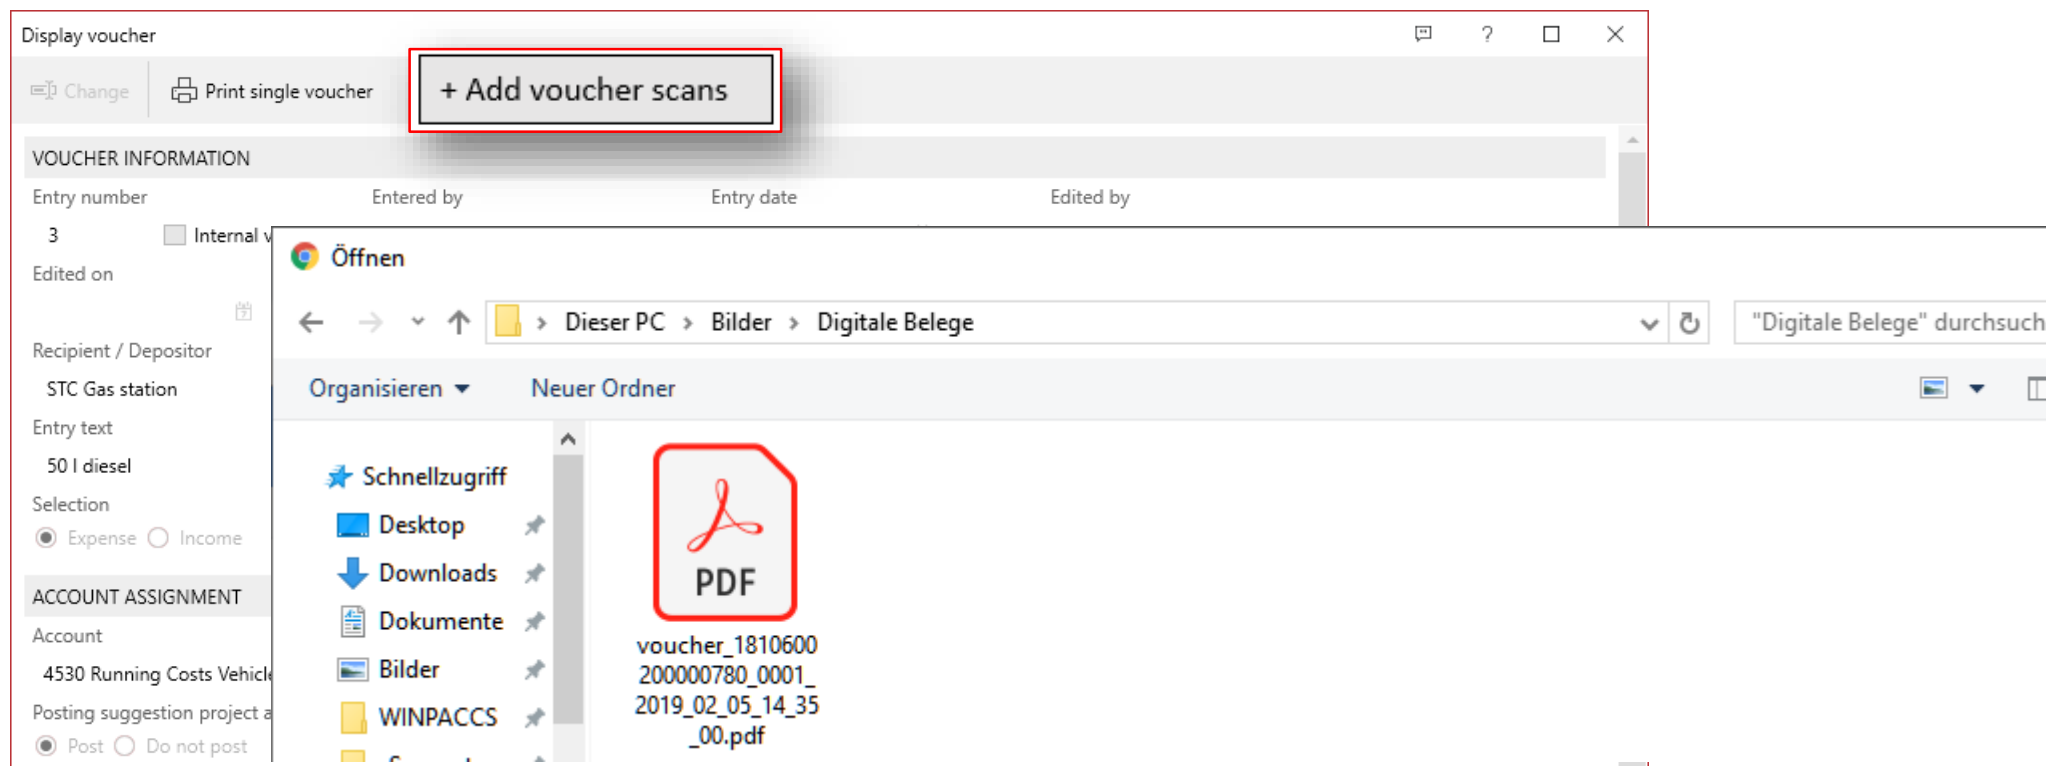 Display voucher
?
Change
Print single voucher
+ Add voucher scans
VOUCHER INFORMATION
Entry number
Entered by
Entry date
Edited by
3
Internal
Edited on
Öffnen
Dieser PC > Bilder > Digitale Belege
"Digitale Belege" durchsuch
Recipient / Depositor
STC Gas station
Organisieren
Neuer Ordner
Entry text
50 l diesel
Selection
Expense
Income
Schnellzugriff
Desktop
Downloads
Dokumente
Bilder
WINPACCS
PDF
voucher_1810600
200000780_0001_
2019_02_05_14_35
_00.pdf
ACCOUNT ASSIGNMENT
Account
4530 Running Costs Vehicle
Posting suggestion project a
Post
Do not post